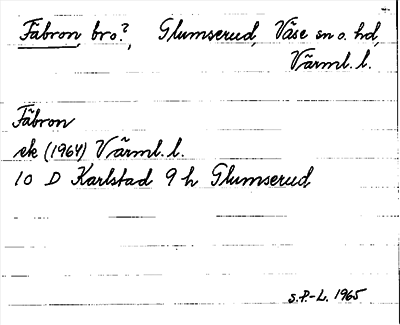 Fäbron, bro?, Glumserud, Väse sn o. hd,
Värml. l.
Fäbron
ek (1964) Värml. l.
10 D Karlstad 9 h Glumserud
S.P.-L. 1965